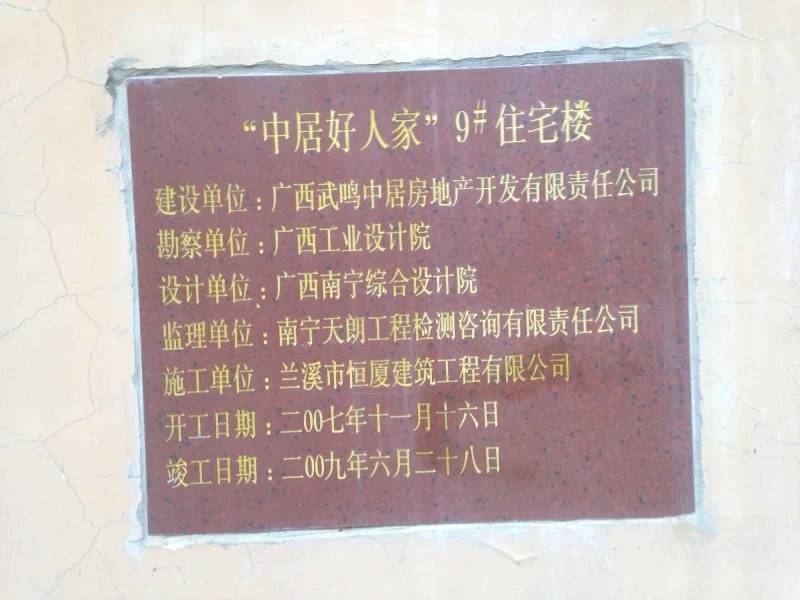 “中居好人家”9#住宅楼
建设单位：广西武鸣中居房地产开发有限责任公司
勘察单位：广西工业设计院
设计单位：广西南宁综合设计院
监理单位：南宁天朗工程检测咨询有限责任公司
施工单位：兰溪市恒厦建筑工程有限公司
开工日期：二00七年十一月十六日
竣工日期：二00九年六月二十八日